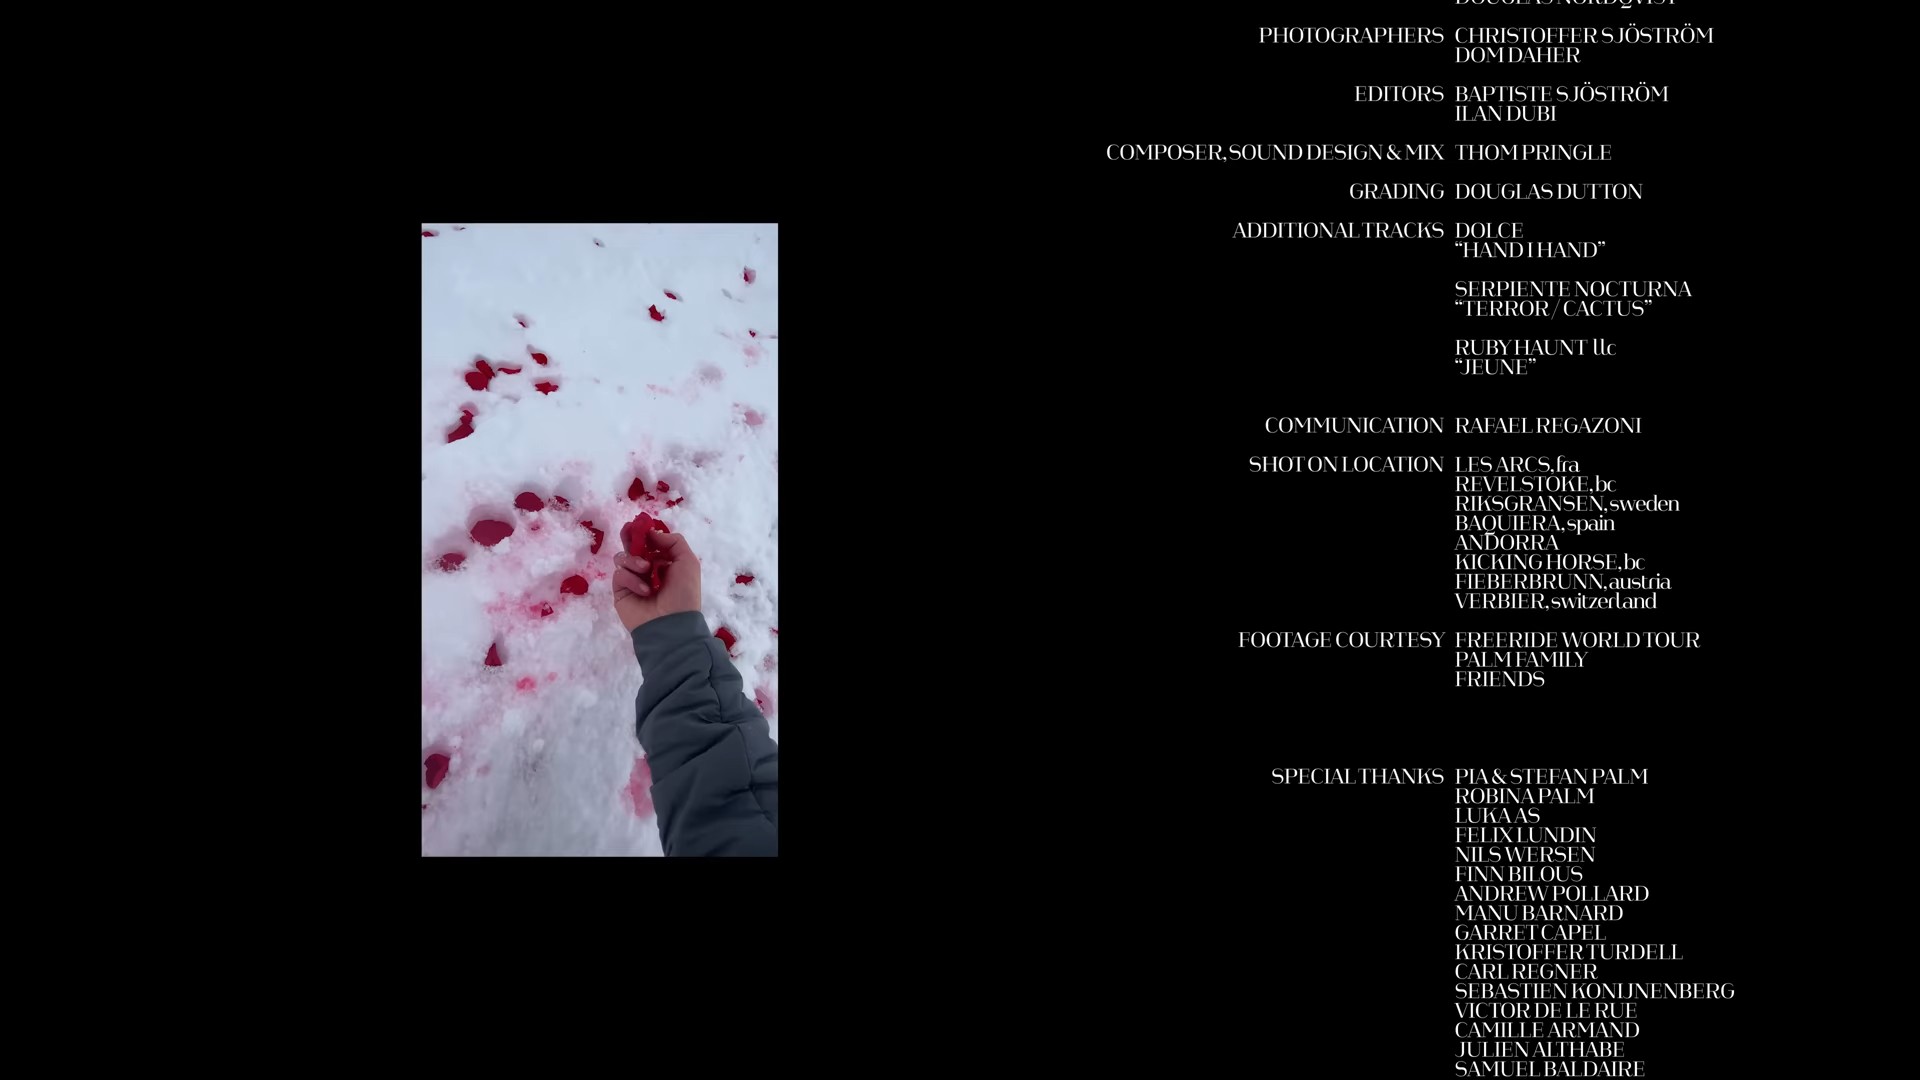 DOUGLAS NORDQVIST
PHOTOGRAPHERS CHRISTOFFER SJÖSTRÖM
DOM DAHER
EDITORS BAPTISTE SJÖSTRÖM
ILAN DUBI
COMPOSER, SOUND DESIGN & MIX THOM PRINGLE
GRADING DOUGLAS DUTTON
ADDITIONAL TRACKS DOLCE
“HAND I HAND”
SERPIENTE NOCTURNA
“TERROR / CACTUS”
RUBY HAUNT llc
“JEUNE”
COMMUNICATION RAFAEL REGAZONI
SHOT ON LOCATION LES ARCS, fra
REVELSTOKE, bc
RIKSGRANSEN, sweden
BAQUIERA, spain
ANDORRA
KICKING HORSE, bc
FIEBERBRUNN, austria
VERBIER, switzerland
FOOTAGE COURTESY FREERIDE WORLD TOUR
PALM FAMILY
FRIENDS
SPECIAL THANKS PIA & STEFAN PALM
ROBINA PALM
LUKA AS
FELIX LUNDIN
NILS WERSEN
FINN BILOUS
ANDREW POLLARD
MANU BARNARD
GARRET CAPEL
KRISTOFFER TURDELL
CARL REGNER
SEBASTIEN KONIJNENBERG
VICTOR DE LE RUE
CAMILLE ARMAND
JULIEN ALTHABE
SAMUEL BALDAIRE